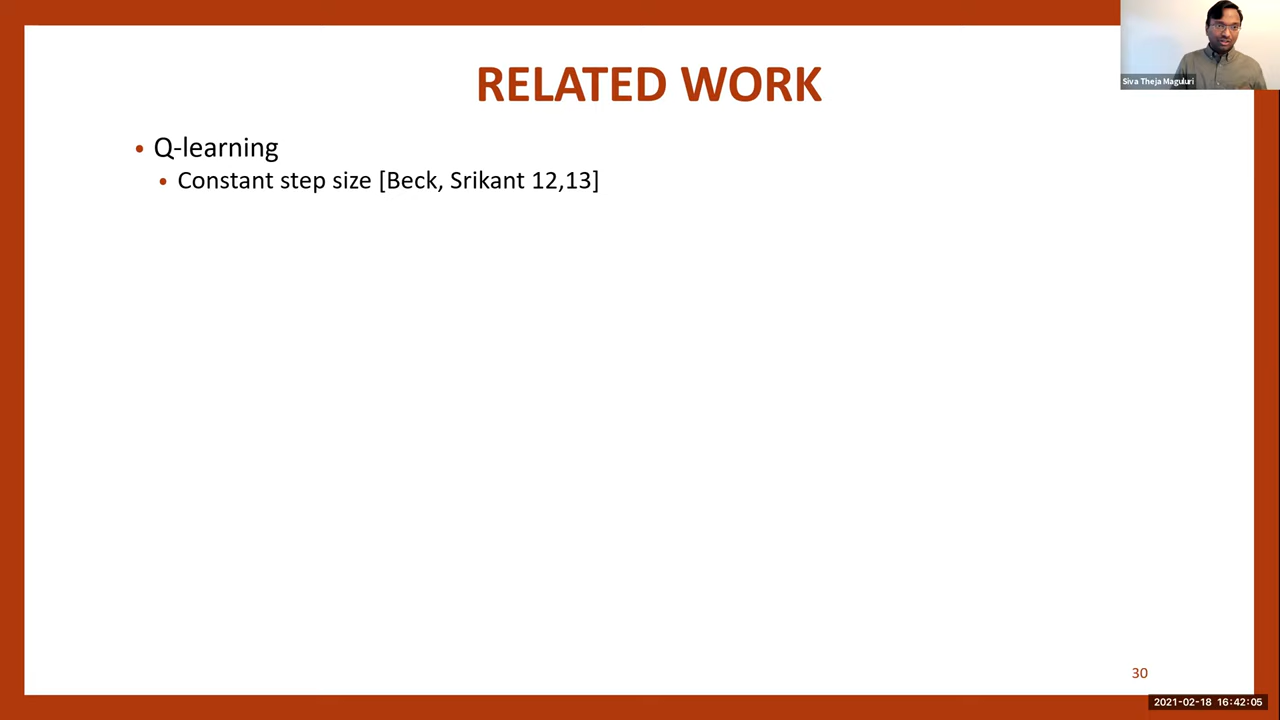 Siva Theja Maguluri
RELATED WORK
• Q-learning
• Constant step size [Beck, Srikant 12,13]
30
2021-02-18 16:42:05